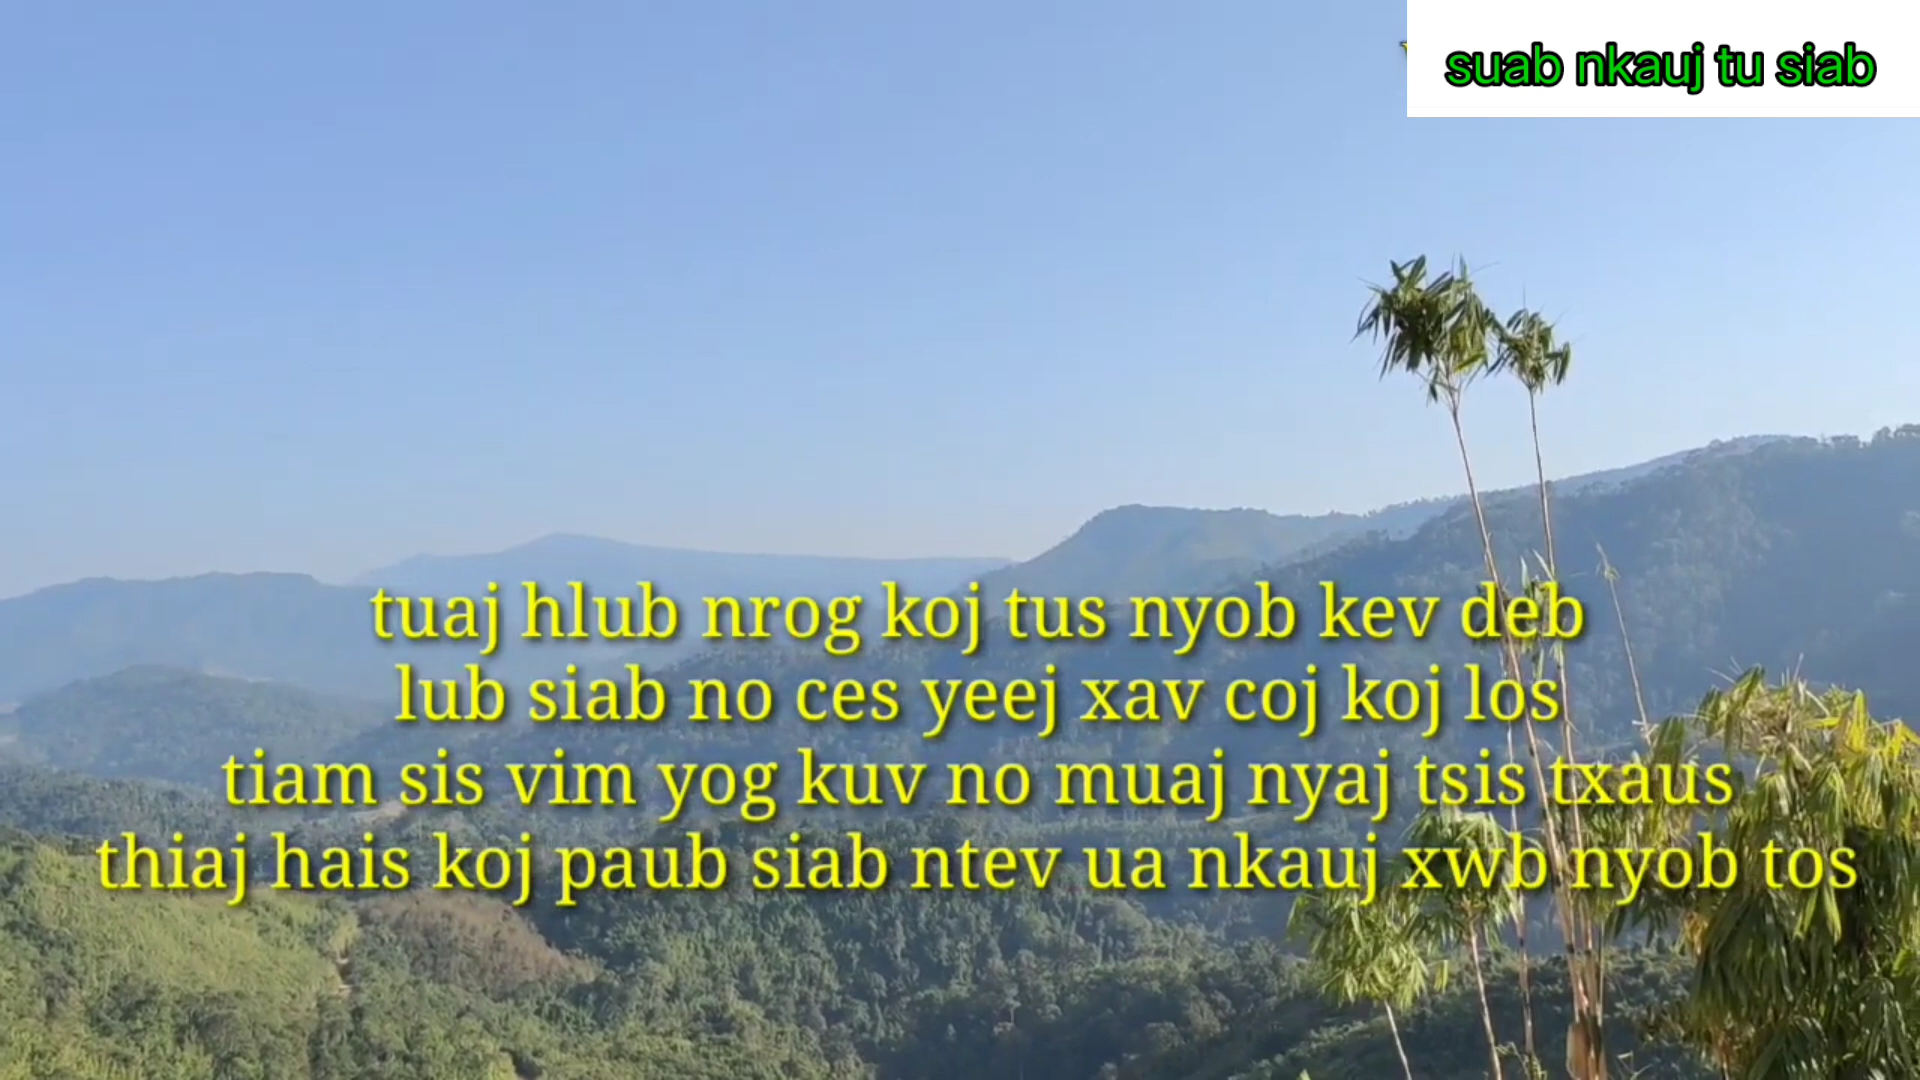 suab nkauj tu siab
tuaj hlub nrog koj tus nyob kev deb
lub siab no ces yeej xav coj koj los
tiam sis vim yog kuv no muaj nyaj tsis txaus
thiaj hais koj paub siab ntev ua nkauj xwb nyob tos